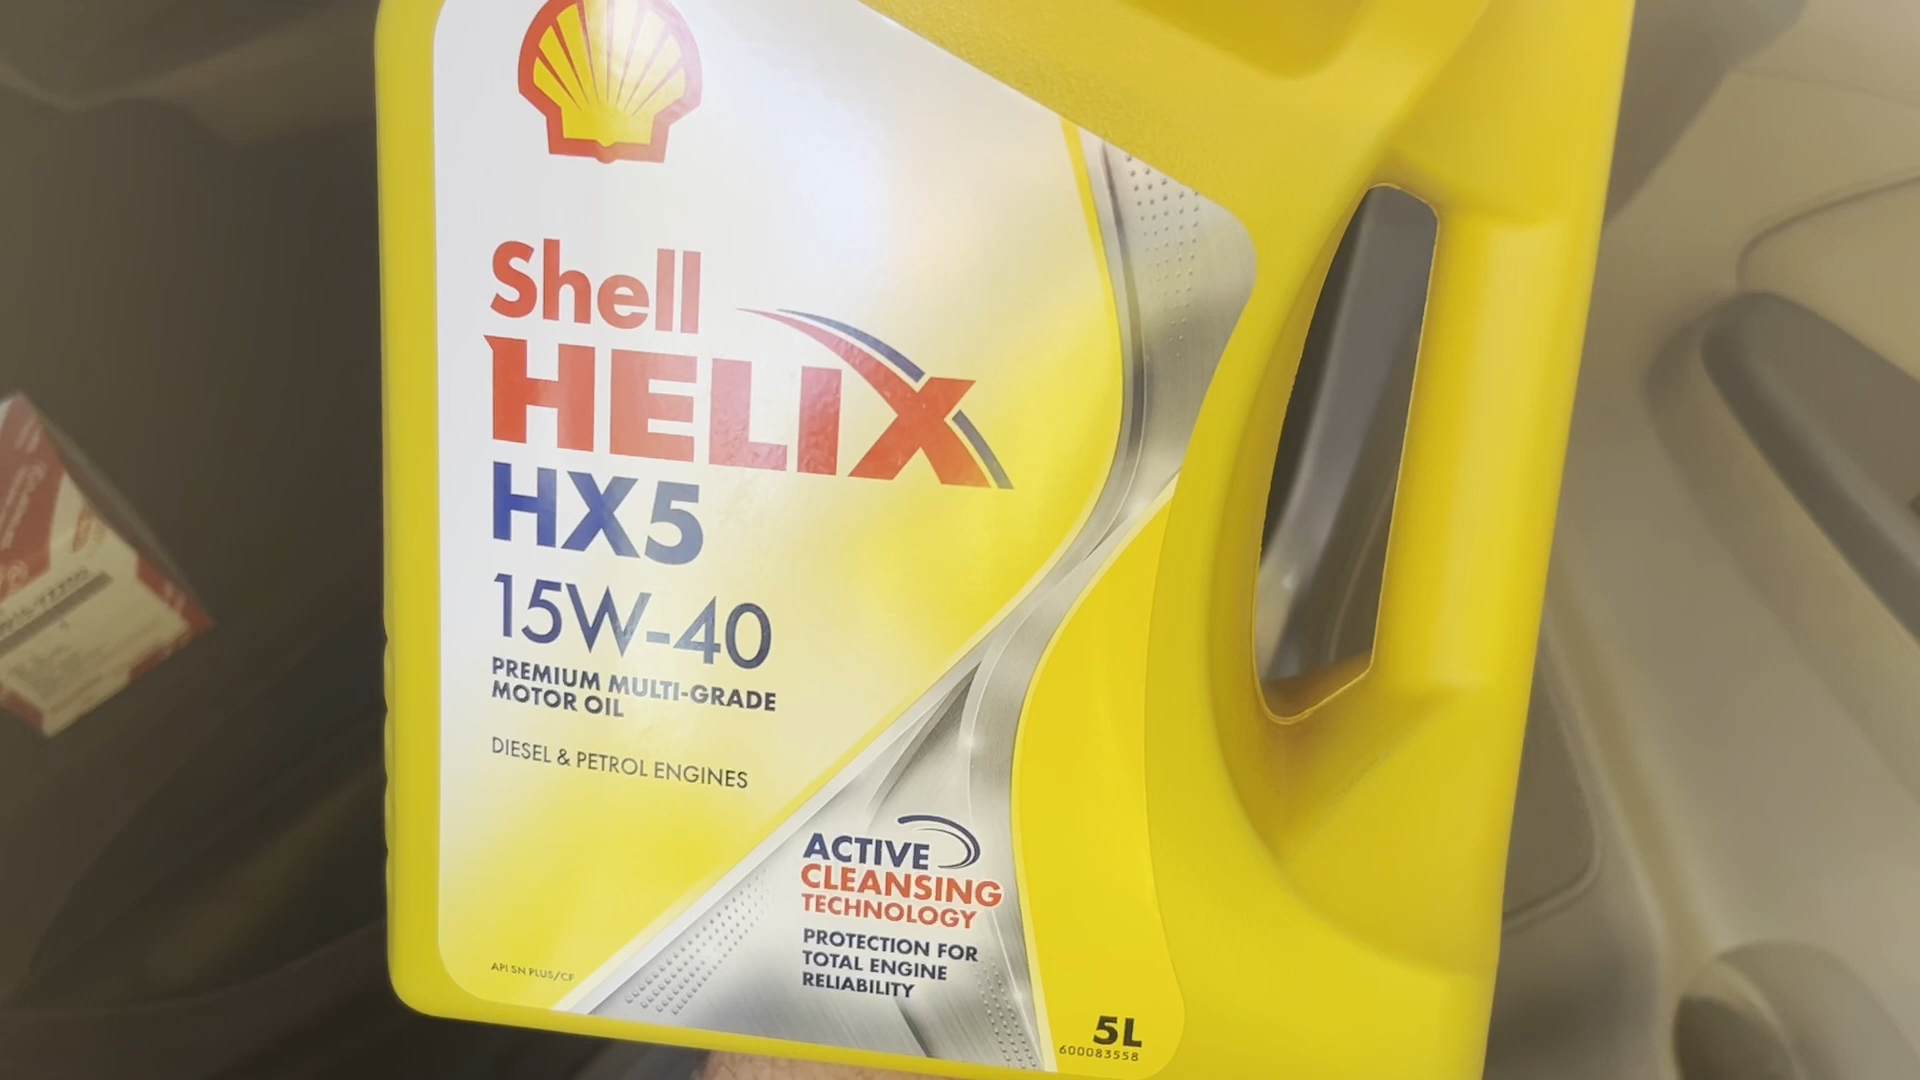 Shell
HELIX
HX5
15W-40
PREMIUM MULTI-GRADE
MOTOR OIL
DIESEL & PETROL ENGINES
ACTIVE
CLEANSING
TECHNOLOGY
PROTECTION FOR
TOTAL ENGINE
RELIABILITY
API SN PLUS/CF
5L
600083558